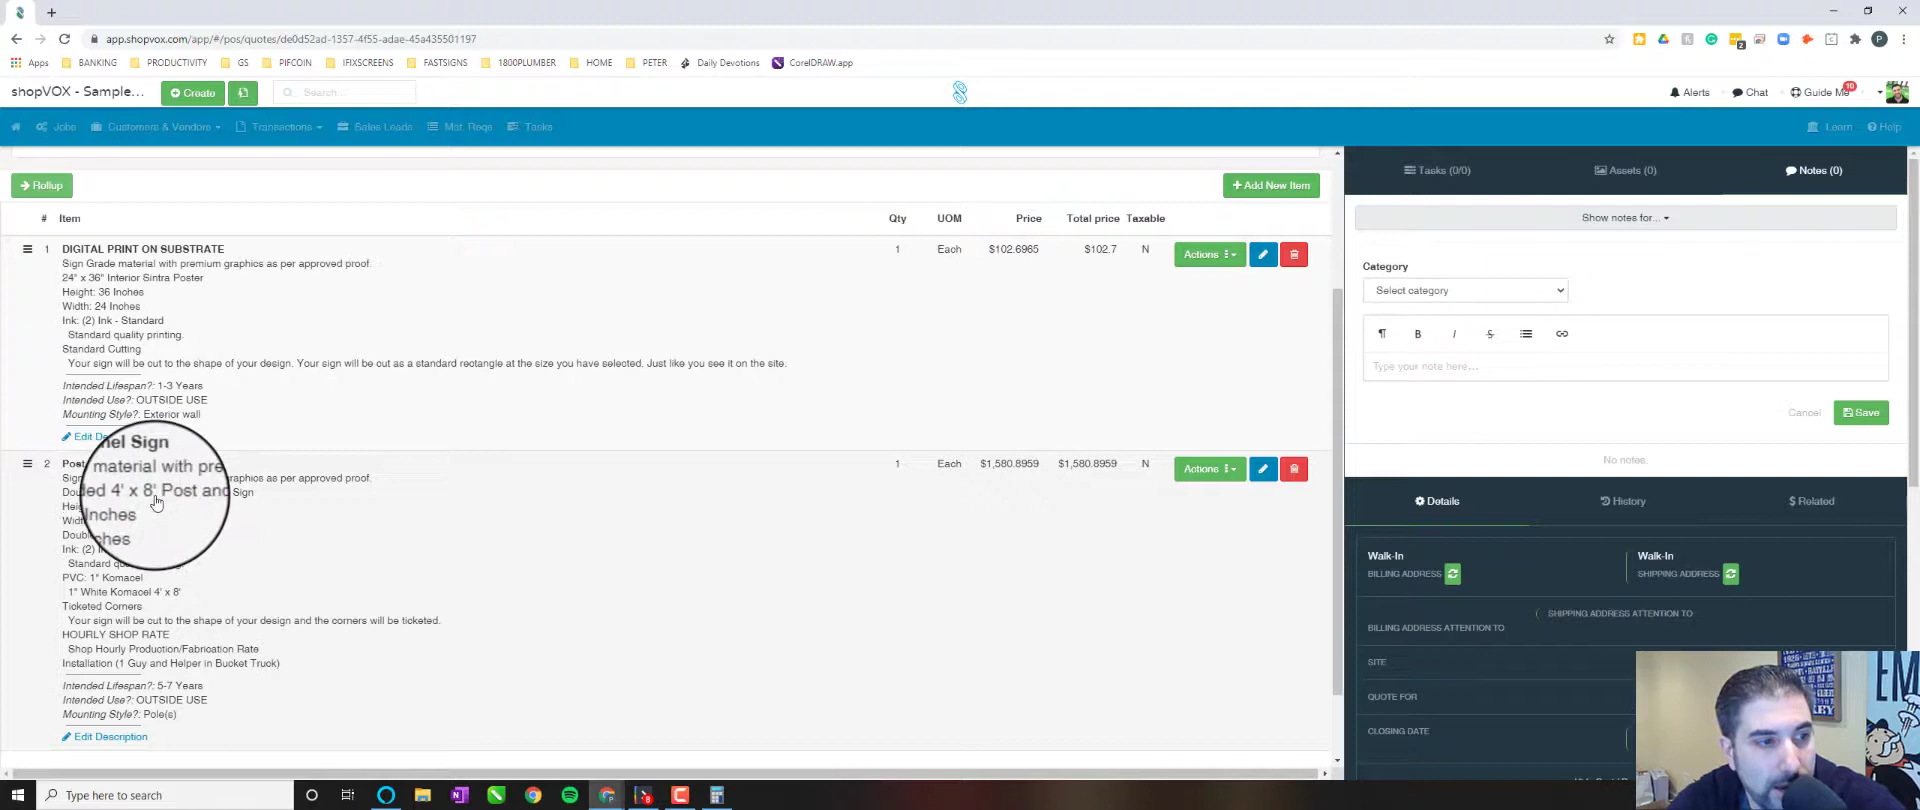 app.shopvox.com/app/#/pos/quotes/de0d52ad-1357-4f55-adae-45a435501197
2
P
Apps BANKING PRODUCTIVITY GS PIFCOIN IFIXSCREENS FASTSIGNS 1800PLUMBER HOME PETER Daily Devotions CorelDRAW.app
shopVOX - Sample... Create Search... Alerts Chat Guide Me 10
Jobs Customers & Vendors Transactions Sales Leads Mat. Reqs Tasks Learn Help
Rollup
Add New Item
# Item Qty UOM Price Total price Taxable
1 DIGITAL PRINT ON SUBSTRATE 1 Each $102.6965 $102.7 N Actions
Sign Grade material with premium graphics as per approved proof.
24" x 36" Interior Sintra Poster
Height: 36 Inches
Width: 24 Inches
Ink: (2) Ink - Standard
Standard quality printing.
Standard Cutting
Your sign will be cut to the shape of your design. Your sign will be cut as a standard rectangle at the size you have selected. Just like you see it on the site.
Intended Lifespan?: 1-3 Years
Intended Use?: OUTSIDE USE
Mounting Style?: Exterior wall
Edit De
nel Sign
2 Post 1 Each $1,580.8959 $1,580.8959 N Actions
material with pre
Sign raphics as per approved proof.
ded 4' x 8' Post and Sign
Inches
ches
Ink: (2)
Standard
PVC: 1" Komacel
1" White Komacel 4' x 8'
Ticketed Corners
Your sign will be cut to the shape of your design and the corners will be ticketed.
HOURLY SHOP RATE
Shop Hourly Production/Fabrication Rate
Installation (1 Guy and Helper in Bucket Truck)
Intended Lifespan?: 5-7 Years
Intended Use?: OUTSIDE USE
Mounting Style?: Pole(s)
Edit Description
Tasks (0/0) Assets (0) Notes (0)
Show notes for...
Category
Select category
B I S
Type your note here...
Cancel Save
No notes.
Details History Related
Walk-In Walk-In
BILLING ADDRESS SHIPPING ADDRESS
SHIPPING ADDRESS ATTENTION TO
BILLING ADDRESS ATTENTION TO
SITE
QUOTE FOR
CLOSING DATE
Type here to search